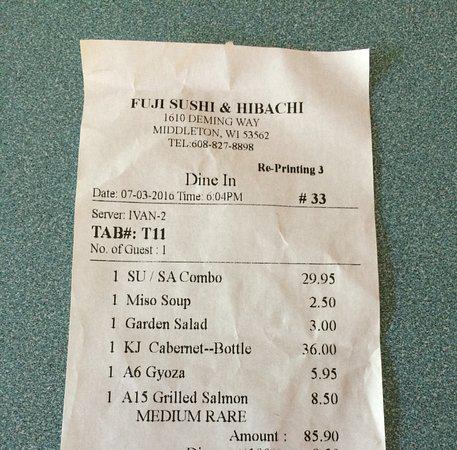 FUJI SUSHI & HIBACHI
1610 DEMING WAY
MIDDLETON, WI 53562
TEL:608-827-8898
Re-Printing 3
Dine In
Date: 07-03-2016 Time: 6:04PM # 33
Server: IVAN-2
TAB#: T11
No. of Guest : 1
1 SU / SA Combo 29.95
1 Miso Soup 2.50
1 Garden Salad 3.00
1 KJ Cabernet--Bottle 36.00
1 A6 Gyoza 5.95
1 A15 Grilled Salmon 8.50
MEDIUM RARE
Amount : 85.90